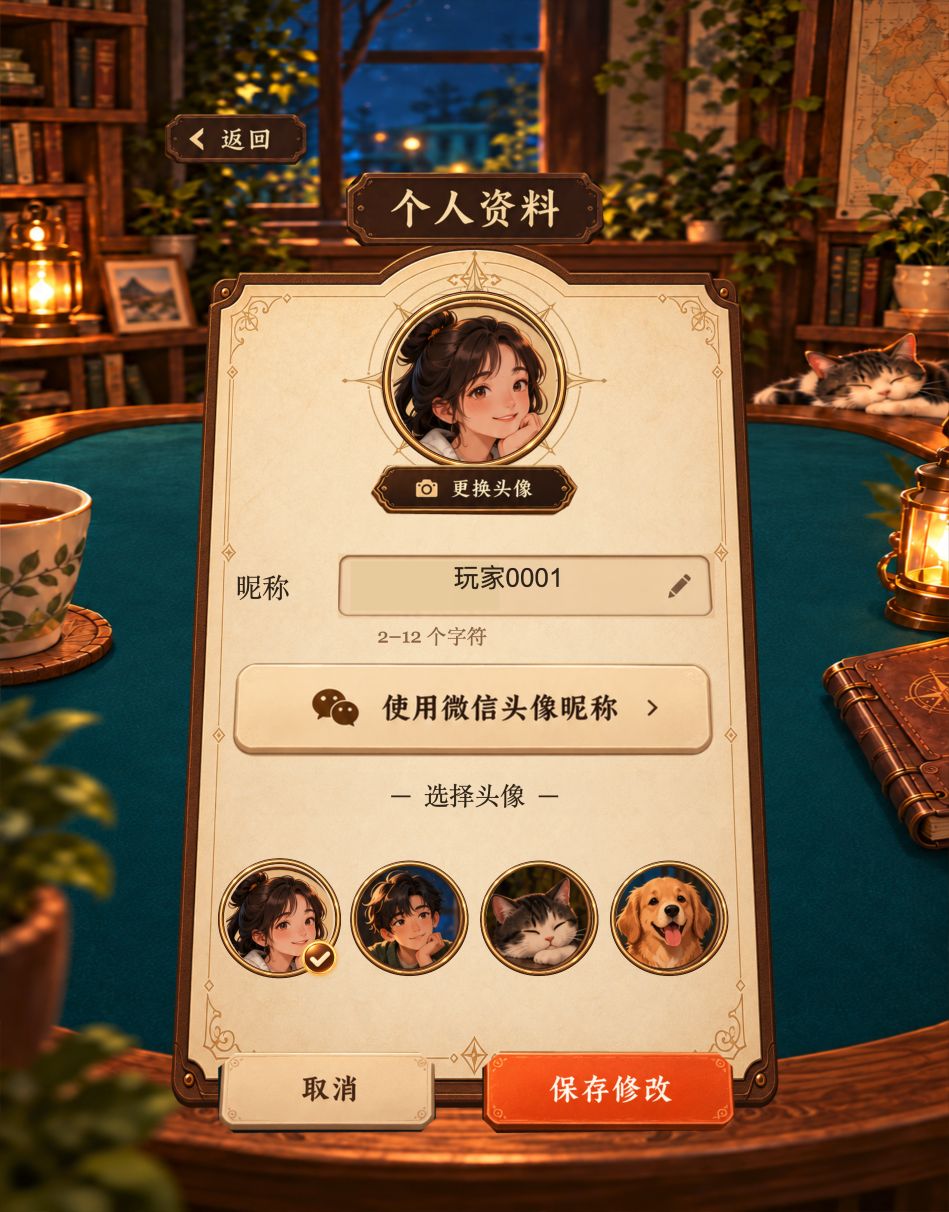 返回
个人资料
更换头像
昵称
玩家0001
2–12 个字符
使用微信头像昵称
— 选择头像 —
取消
保存修改